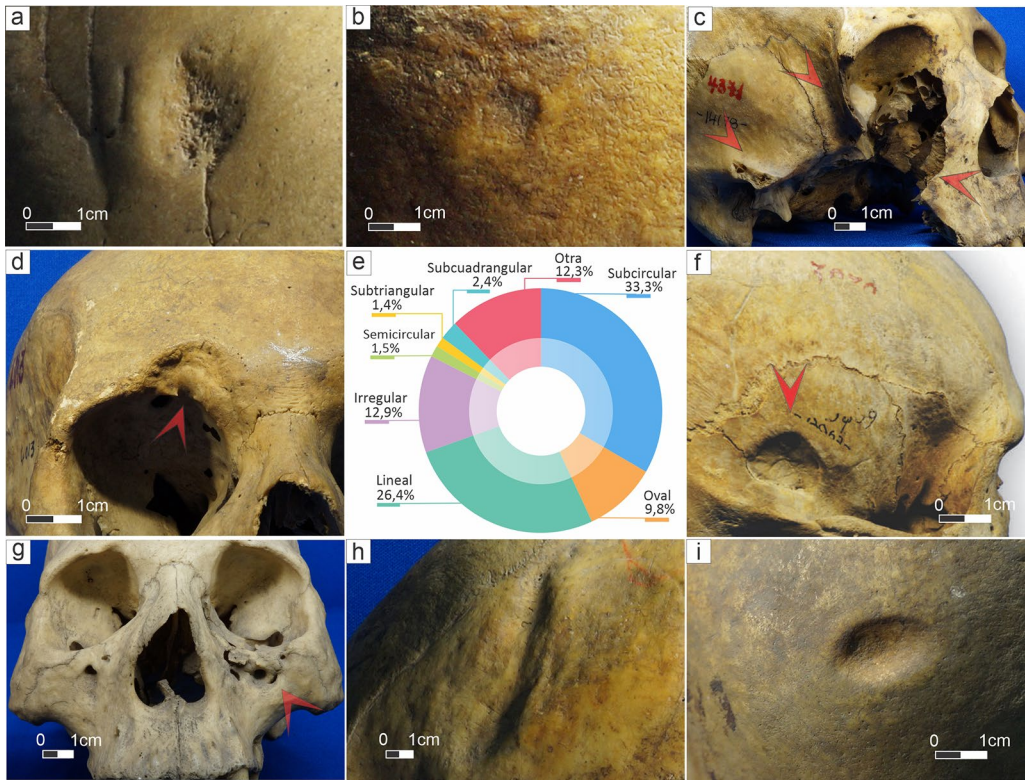 a
0 1cm
b
0 1cm
c
4371
0 1cm
d
0 1cm
e
Subcuadrangular
2,4%
Otra
12,3%
Subcircular
33,3%
Subtriangular
1,4%
Semicircular
1,5%
Irregular
12,9%
Lineal
26,4%
Oval
9,8%
f
0 1cm
g
0 1cm
h
0 1cm
i
0 1cm